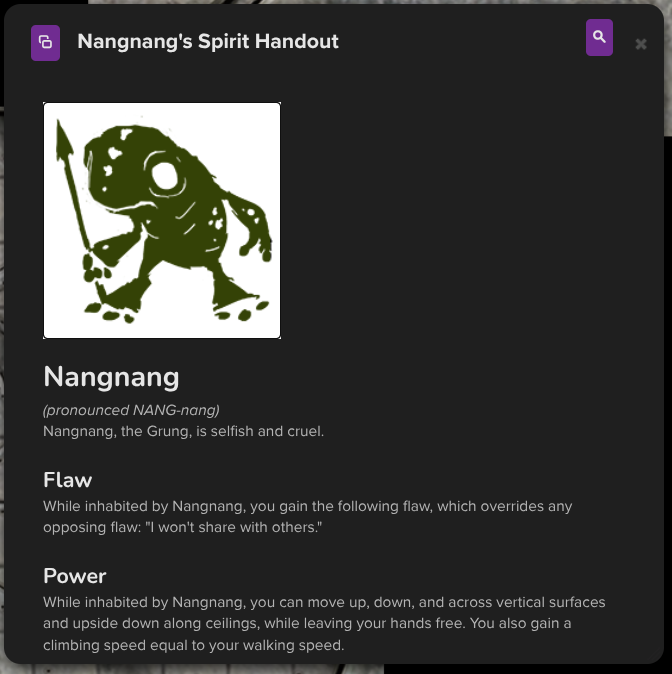 Nangnang's Spirit Handout
Nangnang
(pronounced NANG-nang)
Nangnang, the Grung, is selfish and cruel.
Flaw
While inhabited by Nangnang, you gain the following flaw, which overrides any
opposing flaw: "I won't share with others."
Power
While inhabited by Nangnang, you can move up, down, and across vertical surfaces
and upside down along ceilings, while leaving your hands free. You also gain a
climbing speed equal to your walking speed.